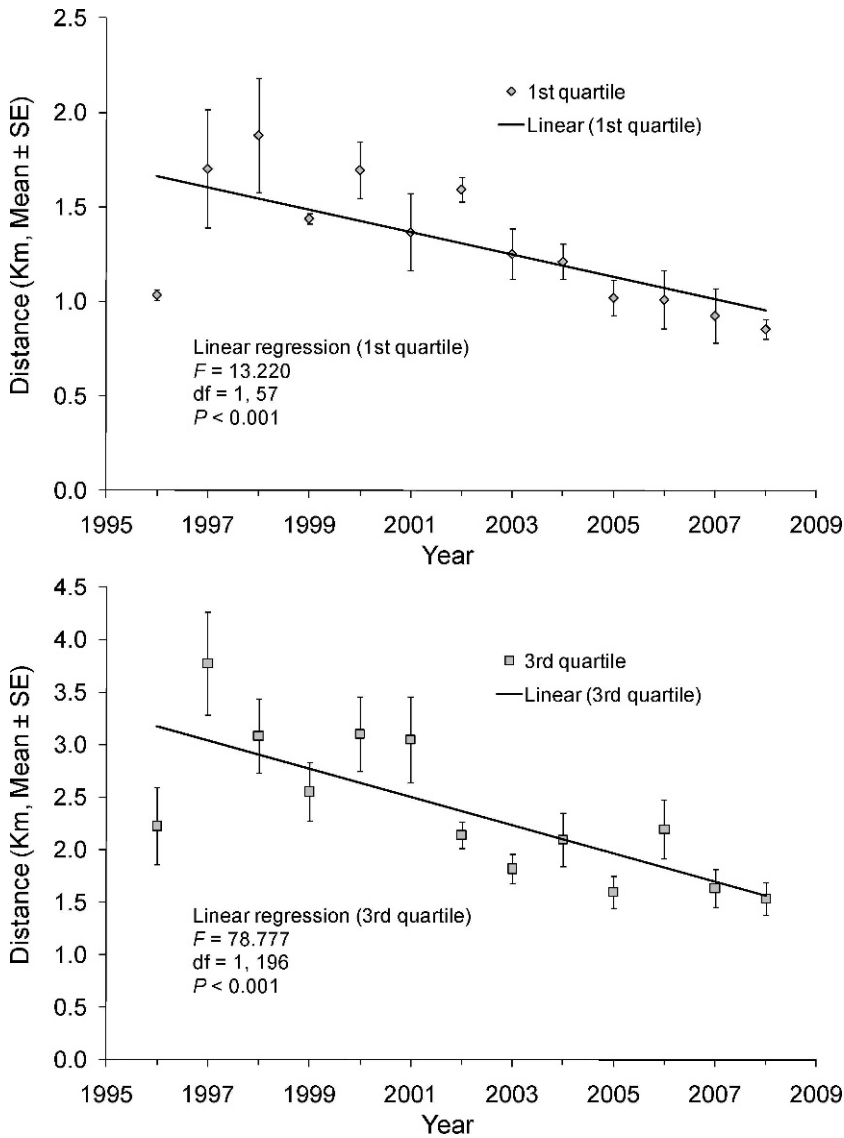 2.5
2.0
1.5
1.0
0.5
0.0
Distance (Km, Mean ± SE)
1st quartile
Linear (1st quartile)
Linear regression (1st quartile)
F = 13.220
df = 1, 57
P < 0.001
1995 1997 1999 2001 2003 2005 2007 2009
Year
4.5
4.0
3.5
3.0
2.5
2.0
1.5
1.0
0.5
0.0
Distance (Km, Mean ± SE)
3rd quartile
Linear (3rd quartile)
Linear regression (3rd quartile)
F = 78.777
df = 1, 196
P < 0.001
1995 1997 1999 2001 2003 2005 2007 2009
Year